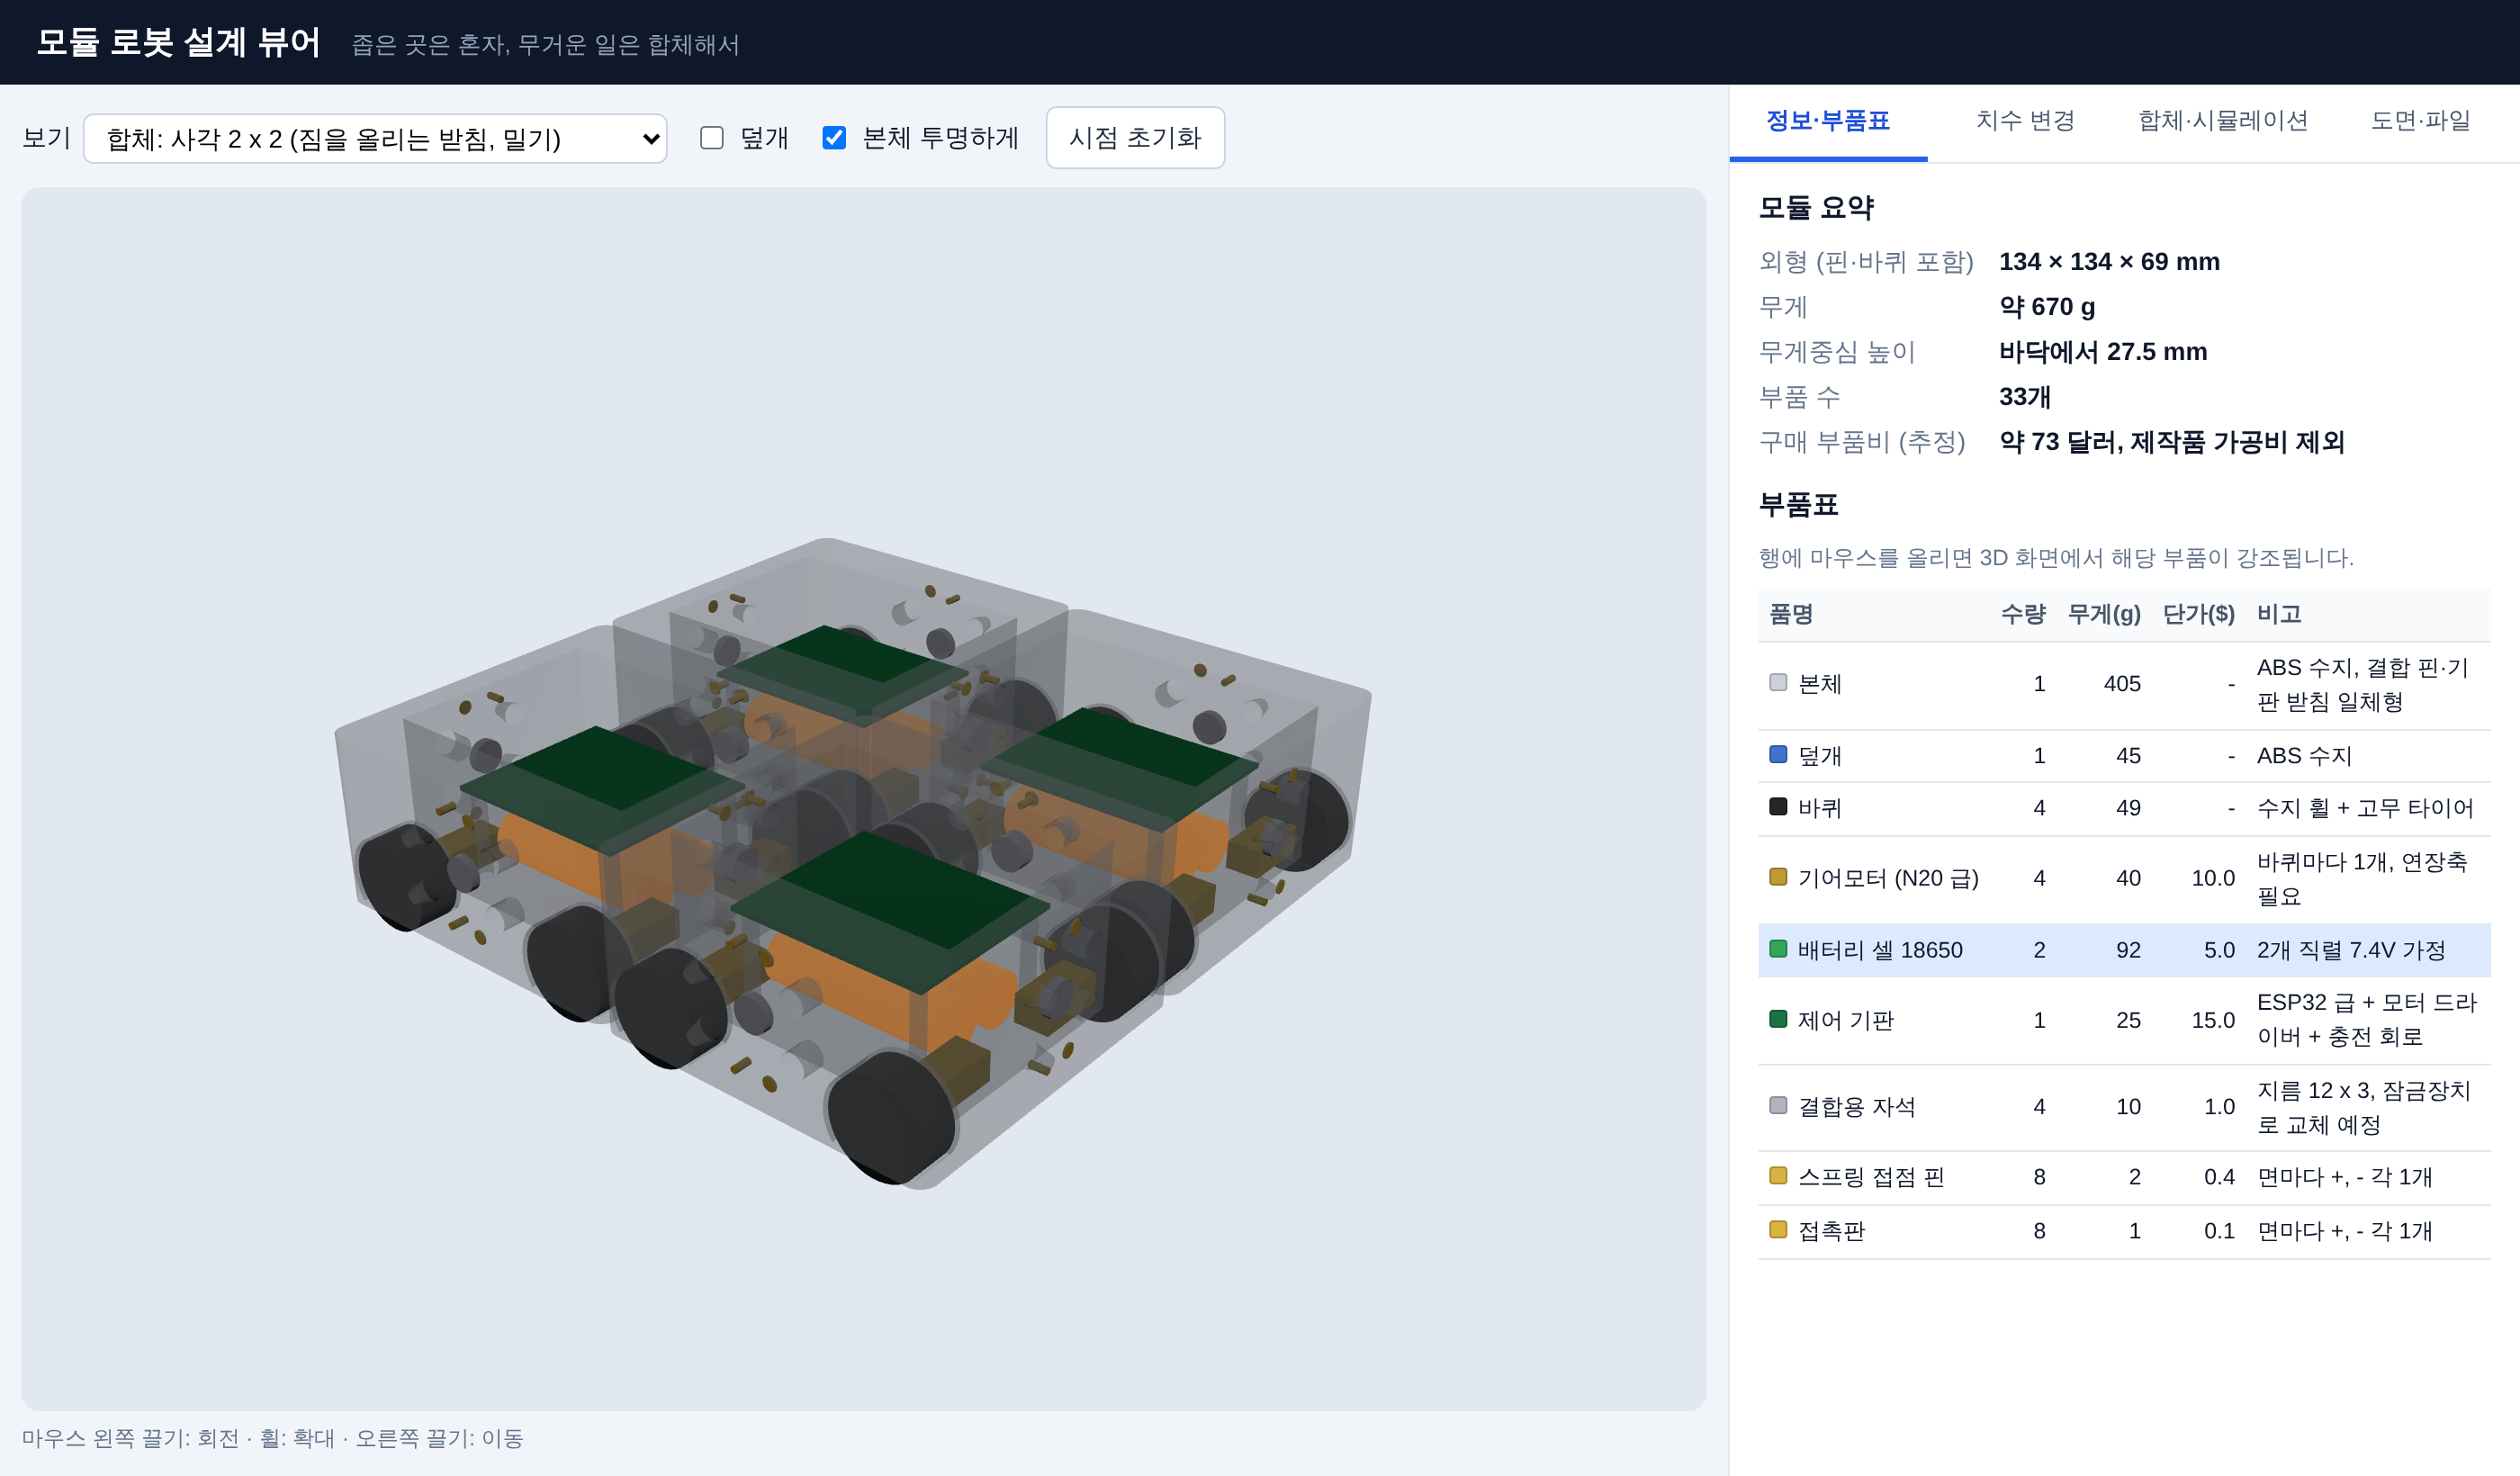 모듈 로봇 설계 뷰어 좁은 곳은 혼자, 무거운 일은 합체해서
보기 합체: 사각 2 x 2 (짐을 올리는 받침, 밀기) 덮개 본체 투명하게 시점 초기화
정보·부품표 치수 변경 합체·시뮬레이션 도면·파일
모듈 요약
외형 (핀·바퀴 포함) 134 × 134 × 69 mm
무게 약 670 g
무게중심 높이 바닥에서 27.5 mm
부품 수 33개
구매 부품비 (추정) 약 73 달러, 제작품 가공비 제외
부품표
행에 마우스를 올리면 3D 화면에서 해당 부품이 강조됩니다.
품명 수량 무게(g) 단가($) 비고
본체 1 405 - ABS 수지, 결합 핀·기
판 받침 일체형
덮개 1 45 - ABS 수지
바퀴 4 49 - 수지 휠 + 고무 타이어
기어모터 (N20 급) 4 40 10.0 바퀴마다 1개, 연장축
필요
배터리 셀 18650 2 92 5.0 2개 직렬 7.4V 가정
제어 기판 1 25 15.0 ESP32 급 + 모터 드라
이버 + 충전 회로
결합용 자석 4 10 1.0 지름 12 x 3, 잠금장치
로 교체 예정
스프링 접점 핀 8 2 0.4 면마다 +, - 각 1개
접촉판 8 1 0.1 면마다 +, - 각 1개
마우스 왼쪽 끌기: 회전 · 휠: 확대 · 오른쪽 끌기: 이동